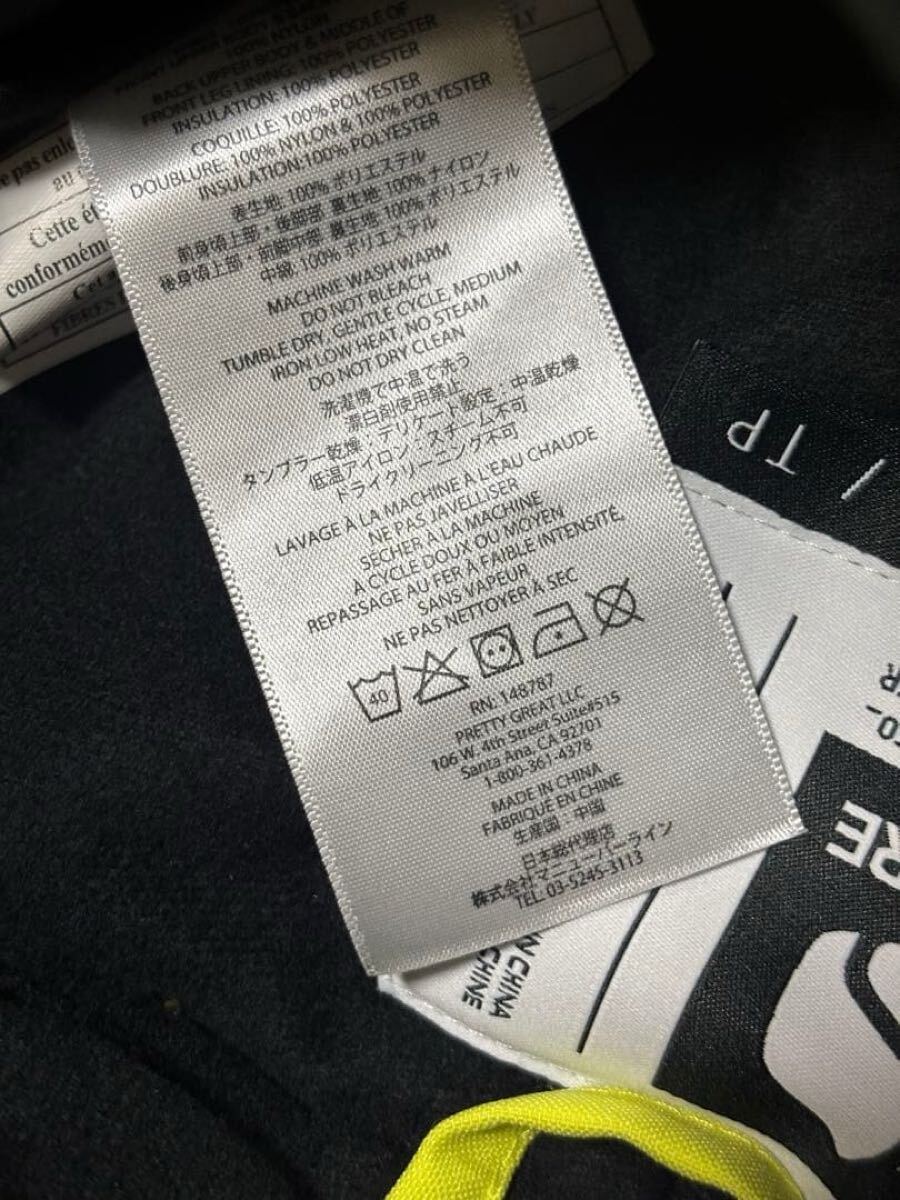 100% NYLON
BACK UPPER BODY & MIDDLE OF
FRONT LEG LINING: 100% POLYESTER
INSULATION: 100% POLYESTER
COQUILLE: 100% POLYESTER
DOUBLURE: 100% NYLON & 100% POLYESTER
INSULATION:100% POLYESTER
表生地: 100% ポリエステル
前身頃上部・後脚部 裏生地 100% ナイロン
後身頃上部・前脚中部 裏生地: 100% ポリエステル
中綿: 100% ポリエステル
MACHINE WASH WARM
DO NOT BLEACH
TUMBLE DRY, GENTLE CYCLE, MEDIUM
IRON LOW HEAT, NO STEAM
DO NOT DRY CLEAN
洗濯機で中温で洗う
漂白剤使用禁止
タンブラー乾燥：デリケート設定：中温乾燥
低温アイロン：スチーム不可
ドライクリーニング不可
LAVAGE À LA MACHINE À L'EAU CHAUDE
NE PAS JAVELLISER
SÉCHER À LA MACHINE
À CYCLE DOUX OU MOYEN
REPASSAGE AU FER À FAIBLE INTENSITÉ,
SANS VAPEUR
NE PAS NETTOYER À SEC
40
RN: 148787
PRETTY GREAT LLC
106 W. 4th Street Suite#515
Santa Ana, CA 92701
1-800-361-4378
MADE IN CHINA
FABRIQUÉ EN CHINE
生産国：中国
日本総代理店
株式会社マニューバーライン
TEL: 03-5245-3113
pas
Cette
conformém
/ TP
RE
CHINA
CHINE